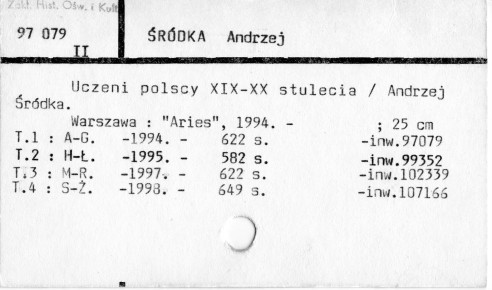 Zakł. Hist. Ośw. i Kult
97 079
II
ŚRÓDKA Andrzej
Uczeni polscy XIX-XX stulecia / Andrzej
Śródka.
Warszawa : "Aries", 1994. - ; 25 cm
T.1 : A-G. -1994. - 622 s. -inw.97079
T.2 : H-Ł. -1995. - 582 s. -inw.99352
T.3 : M-R. -1997. - 622 s. -inw.102339
T.4 : S-Ż. -1998. - 649 s. -inw.107166